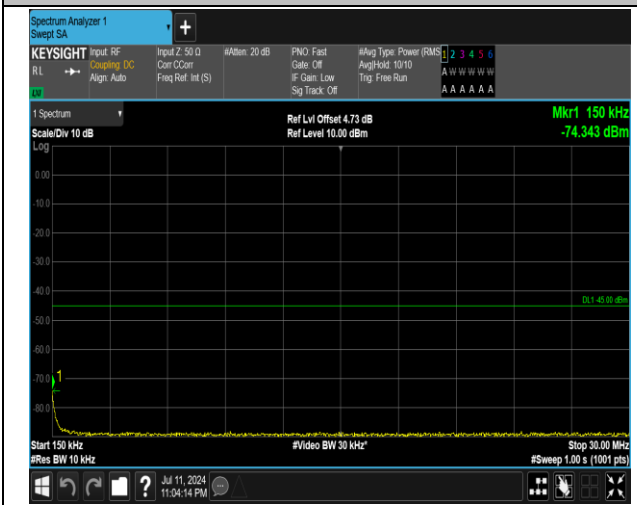 Spectrum Analyzer 1
Swept SA
+
KEYSIGHT Input: RF Input Z: 50 Ω #Atten: 20 dB PNO: Fast #Avg Type: Power (RMS 1 2 3 4 5 6
RL Coupling: DC Corr CCorr Gate: Off Avg|Hold: 10/10 A W W W W W
Align: Auto Freq Ref: Int (S) IF Gain: Low Trig: Free Run
Sig Track: Off A A A A A A
LXI
1 Spectrum Ref Lvl Offset 4.73 dB Mkr1 150 kHz
Scale/Div 10 dB Ref Level 10.00 dBm -74.343 dBm
Log
0.00
-10.0
-20.0
-30.0
-40.0
DL1 -45.00 dBm
-50.0
-60.0
-70.0 1
-80.0
Start 150 kHz #Video BW 30 kHz* Stop 30.00 MHz
#Res BW 10 kHz #Sweep 1.00 s (1001 pts)
? Jul 11, 2024
11:04:14 PM